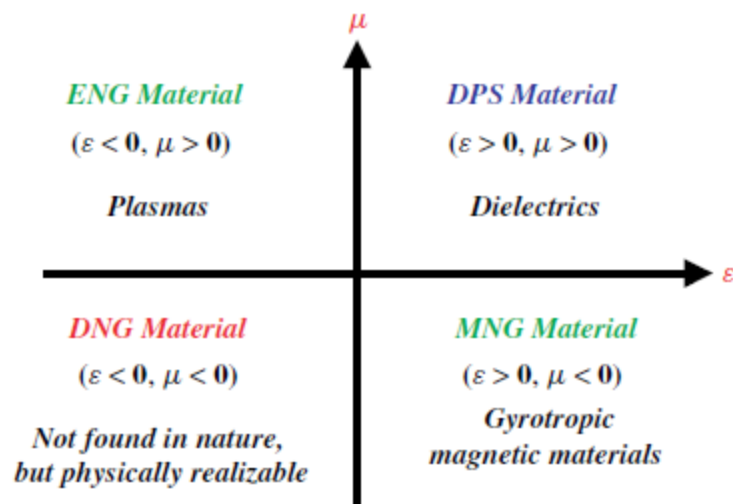 μ
ENG Material
(ε < 0, μ > 0)
Plasmas
DPS Material
(ε > 0, μ > 0)
Dielectrics
ε
DNG Material
(ε < 0, μ < 0)
Not found in nature,
but physically realizable
MNG Material
(ε > 0, μ < 0)
Gyrotropic
magnetic materials